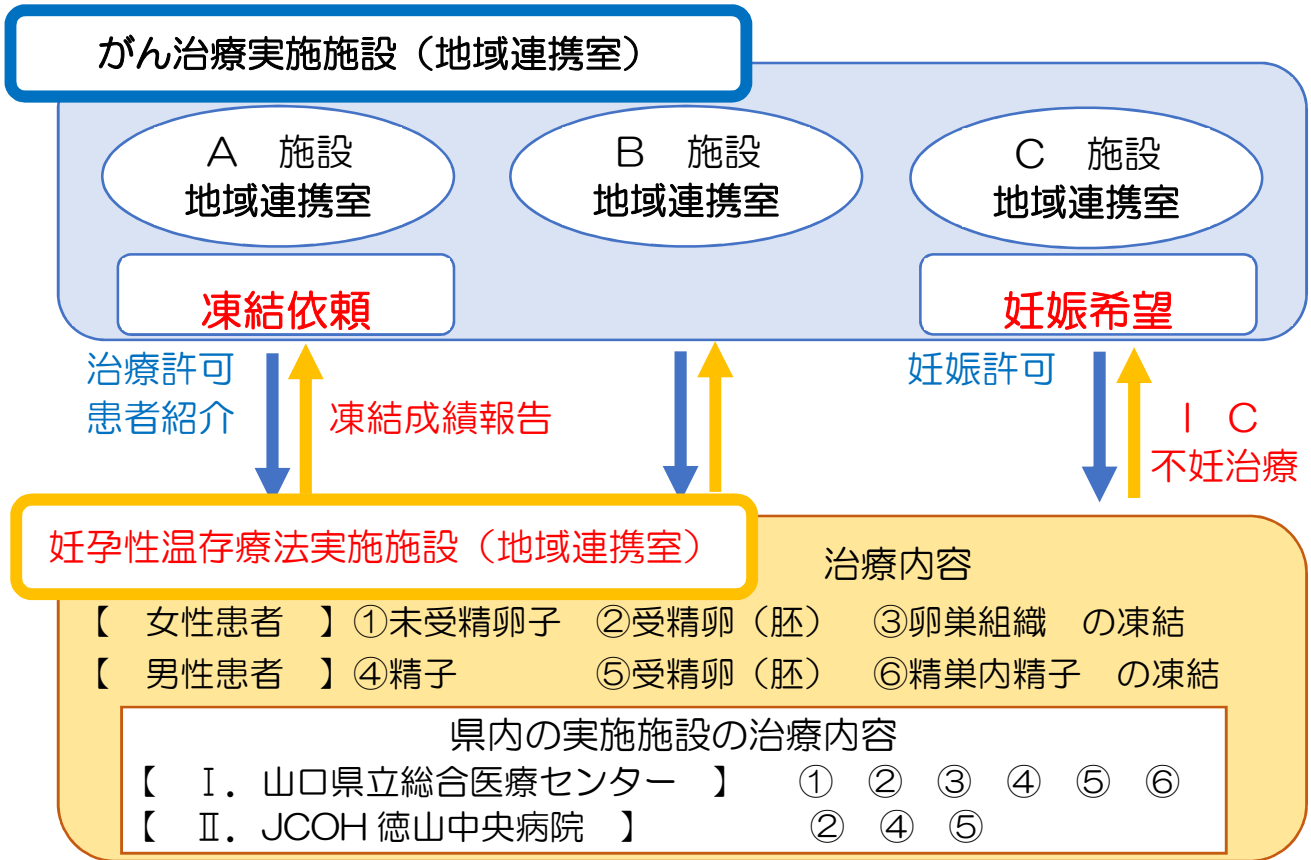 がん治療実施施設（地域連携室）
A　施設
地域連携室
B　施設
地域連携室
C　施設
地域連携室
凍結依頼
妊娠希望
治療許可
患者紹介
凍結成績報告
妊娠許可
I　C
不妊治療
妊孕性温存療法実施施設（地域連携室）
治療内容
【　女性患者　】①未受精卵子　②受精卵（胚）　③卵巣組織　の凍結
【　男性患者　】④精子　⑤受精卵（胚）　⑥精巣内精子　の凍結
県内の実施施設の治療内容
【　Ⅰ．山口県立総合医療センター　】　①　②　③　④　⑤　⑥
【　Ⅱ．JCOH 徳山中央病院　】　②　④　⑤